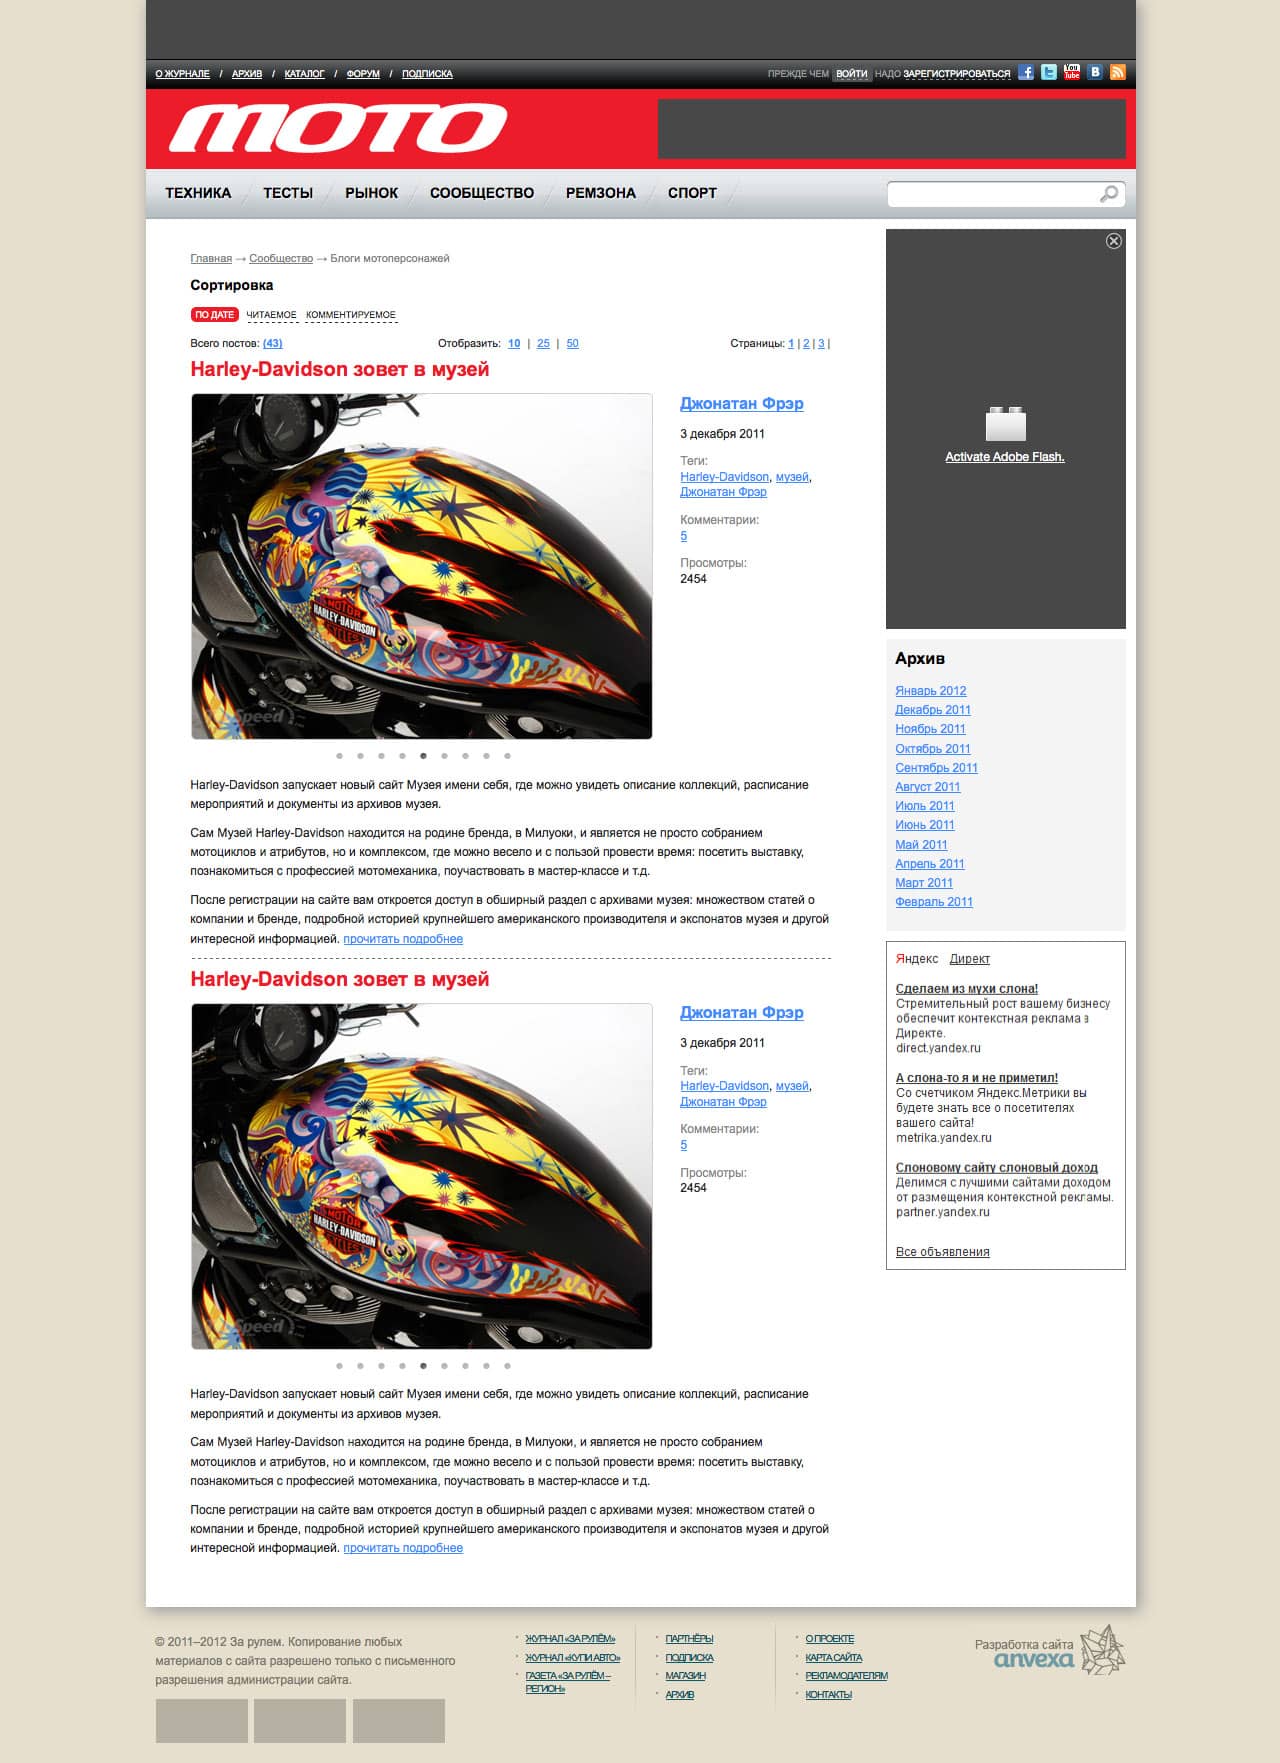 О ЖУРНАЛЕ / АРХИВ / КАТАЛОГ / ФОРУМ / ПОДПИСКА
ПРЕЖДЕ ЧЕМ ВОЙТИ НАДО ЗАРЕГИСТРИРОВАТЬСЯ
You Tube
МОТО
ТЕХНИКА ТЕСТЫ РЫНОК СООБЩЕСТВО РЕМЗОНА СПОРТ
Главная → Сообщество → Блоги мотоперсонажей
Сортировка
ПО ДАТЕ ЧИТАЕМОЕ КОММЕНТИРУЕМОЕ
Всего постов: (43) Отобразить: 10 | 25 | 50 Страницы: 1 | 2 | 3 |
Harley-Davidson зовет в музей
MOTOR
HARLEY-DAVIDSON
CYCLES
Speed
Джонатан Фрэр
3 декабря 2011
Теги:
Harley-Davidson, музей,
Джонатан Фрэр
Комментарии:
5
Просмотры:
2454
Harley-Davidson запускает новый сайт Музея имени себя, где можно увидеть описание коллекций, расписание
мероприятий и документы из архивов музея.
Сам Музей Harley-Davidson находится на родине бренда, в Милуоки, и является не просто собранием
мотоциклов и атрибутов, но и комплексом, где можно весело и с пользой провести время: посетить выставку,
познакомиться с профессией мотомеханика, поучаствовать в мастер-классе и т.д.
После регистрации на сайте вам откроется доступ в обширный раздел с архивами музея: множеством статей о
компании и бренде, подробной историей крупнейшего американского производителя и экспонатов музея и другой
интересной информацией. прочитать подробнее
Harley-Davidson зовет в музей
MOTOR
HARLEY-DAVIDSON
CYCLES
Speed
Джонатан Фрэр
3 декабря 2011
Теги:
Harley-Davidson, музей,
Джонатан Фрэр
Комментарии:
5
Просмотры:
2454
Harley-Davidson запускает новый сайт Музея имени себя, где можно увидеть описание коллекций, расписание
мероприятий и документы из архивов музея.
Сам Музей Harley-Davidson находится на родине бренда, в Милуоки, и является не просто собранием
мотоциклов и атрибутов, но и комплексом, где можно весело и с пользой провести время: посетить выставку,
познакомиться с профессией мотомеханика, поучаствовать в мастер-классе и т.д.
После регистрации на сайте вам откроется доступ в обширный раздел с архивами музея: множеством статей о
компании и бренде, подробной историей крупнейшего американского производителя и экспонатов музея и другой
интересной информацией. прочитать подробнее
Activate Adobe Flash.
Архив
Январь 2012
Декабрь 2011
Ноябрь 2011
Октябрь 2011
Сентябрь 2011
Август 2011
Июль 2011
Июнь 2011
Май 2011
Апрель 2011
Март 2011
Февраль 2011
Яндекс Директ
Сделаем из мухи слона!
Стремительный рост вашему бизнесу
обеспечит контекстная реклама в
Директе.
direct.yandex.ru
А слона-то я и не приметил!
Со счетчиком Яндекс.Метрики вы
будете знать все о посетителях
вашего сайта!
metrika.yandex.ru
Слоновому сайту слоновый доход
Делимся с лучшими сайтами доходом
от размещения контекстной рекламы.
partner.yandex.ru
Все объявления
© 2011–2012 За рулем. Копирование любых
материалов с сайта разрешено только с письменного
разрешения администрации сайта.
ЖУРНАЛ «ЗА РУЛЁМ»
ЖУРНАЛ «КУПИ АВТО»
ГАЗЕТА «ЗА РУЛЁМ –
РЕГИОН»
ПАРТНЁРЫ
ПОДПИСКА
МАГАЗИН
АРХИВ
О ПРОЕКТЕ
КАРТА САЙТА
РЕКЛАМОДАТЕЛЯМ
КОНТАКТЫ
Разработка сайта
anvexa